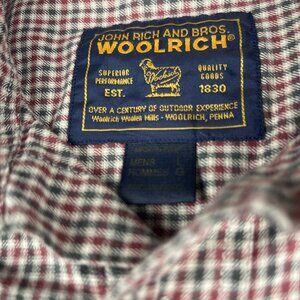 JOHN RICH AND BROS.
WOOLRICH®
SUPERIOR PERFORMANCE
QUALITY GOODS
Woolrich
EST.
1830
OVER A CENTURY OF OUTDOOR EXPERIENCE
Woolrich Woolen Mills - WOOLRICH, PENNA
MENS
HOMMES G